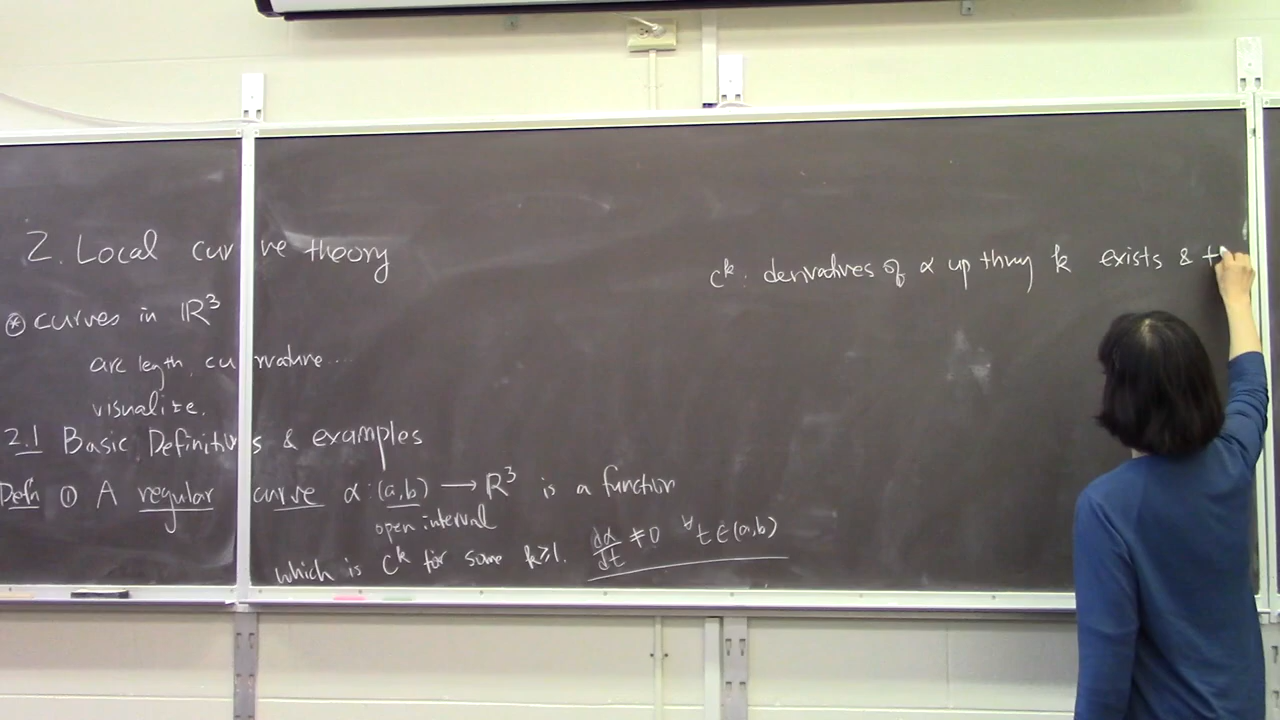 2. Local curve theory
⊛ curves in ℝ³
arc length, curvature...
visualize.
2.1 Basic Definitions & examples
Defn ① A regular curve α: (a,b) → ℝ³ is a function
open interval
which is Cᵏ for some k≥1. dα/dt ≠ 0 ∀t∈(a,b)
Cᵏ: derivatives of α up thru k exists &